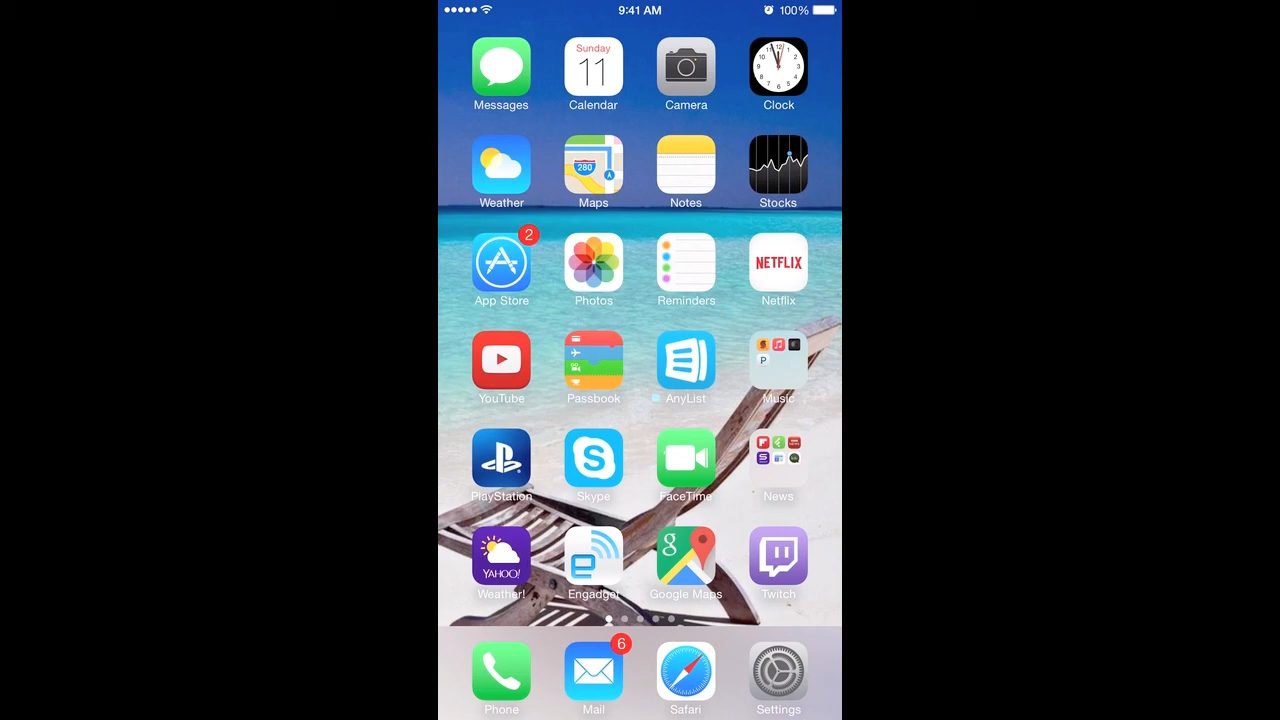 9:41 AM 100%
Sunday
11
Messages Calendar Camera Clock
280
Weather Maps Notes Stocks
2
NETFLIX
App Store Photos Reminders Netflix
P
YouTube Passbook AnyList Music
S
PlayStation Skype FaceTime News
YAHOO!
e
g
Weather! Engadget Google Maps Twitch
6
Phone Mail Safari Settings